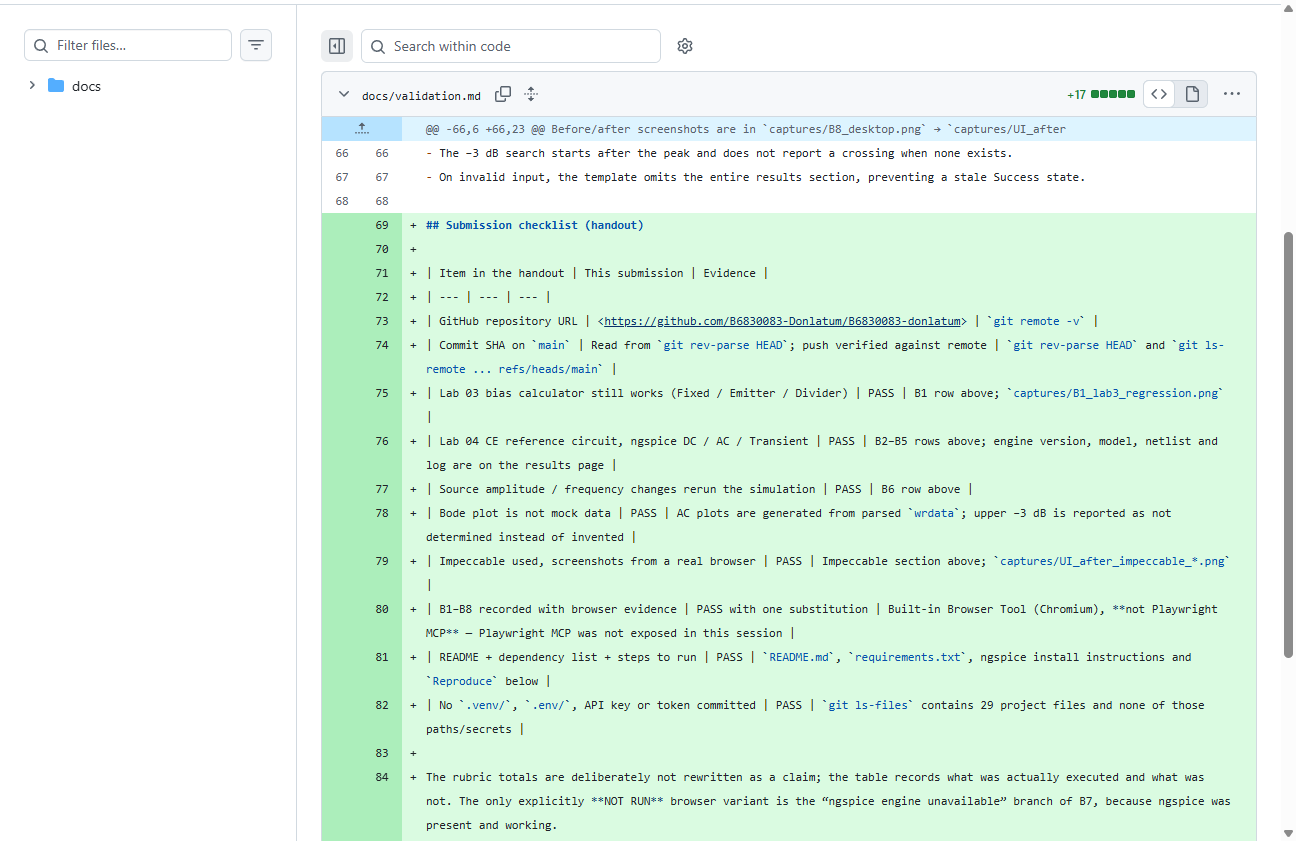 Filter files...
Search within code
docs
docs/validation.md
+17
@@ -66,6 +66,23 @@ Before/after screenshots are in `captures/B8_desktop.png` → `captures/UI_after
66 66 - The −3 dB search starts after the peak and does not report a crossing when none exists.
67 67 - On invalid input, the template omits the entire results section, preventing a stale Success state.
68 68
69 + ## Submission checklist (handout)
70 +
71 + | Item in the handout | This submission | Evidence |
72 + | --- | --- | --- |
73 + | GitHub repository URL | <https://github.com/B6830083-Donlatum/B6830083-donlatum> | `git remote -v` |
74 + | Commit SHA on `main` | Read from `git rev-parse HEAD`; push verified against remote | `git rev-parse HEAD` and `git ls-
remote ... refs/heads/main` |
75 + | Lab 03 bias calculator still works (Fixed / Emitter / Divider) | PASS | B1 row above; `captures/B1_lab3_regression.png`
|
76 + | Lab 04 CE reference circuit, ngspice DC / AC / Transient | PASS | B2–B5 rows above; engine version, model, netlist and
log are on the results page |
77 + | Source amplitude / frequency changes rerun the simulation | PASS | B6 row above |
78 + | Bode plot is not mock data | PASS | AC plots are generated from parsed `wrdata`; upper −3 dB is reported as not
determined instead of invented |
79 + | Impeccable used, screenshots from a real browser | PASS | Impeccable section above; `captures/UI_after_impeccable_*.png`
|
80 + | B1–B8 recorded with browser evidence | PASS with one substitution | Built-in Browser Tool (Chromium), **not Playwright
MCP** — Playwright MCP was not exposed in this session |
81 + | README + dependency list + steps to run | PASS | `README.md`, `requirements.txt`, ngspice install instructions and
`Reproduce` below |
82 + | No `.venv/`, `.env/`, API key or token committed | PASS | `git ls-files` contains 29 project files and none of those
paths/secrets |
83 +
84 + The rubric totals are deliberately not rewritten as a claim; the table records what was actually executed and what was
not. The only explicitly **NOT RUN** browser variant is the “ngspice engine unavailable” branch of B7, because ngspice was
present and working.